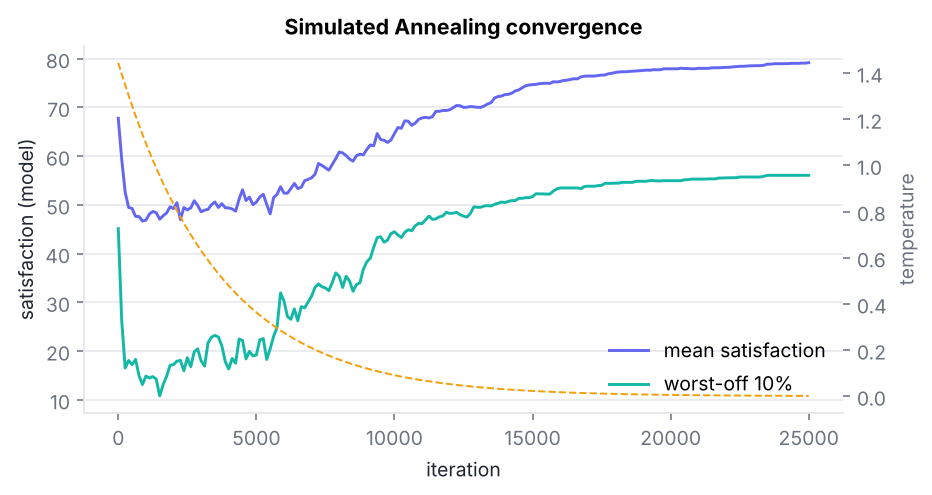 Simulated Annealing convergence
80
70
60
50
40
30
20
10
satisfaction (model)
1.4
1.2
1.0
0.8
0.6
0.4
0.2
0.0
temperature
mean satisfaction
worst-off 10%
0 5000 10000 15000 20000 25000
iteration